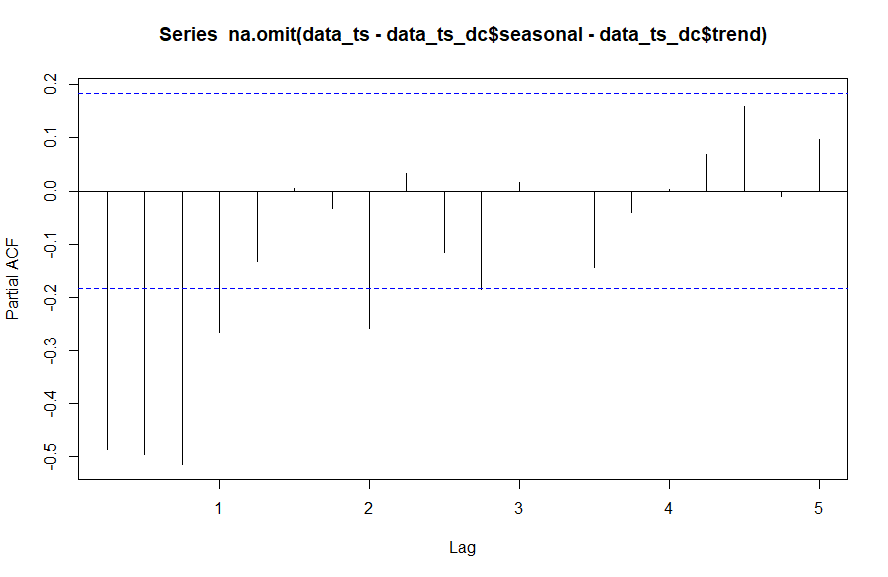 Series na.omit(data_ts - data_ts_dc$seasonal - data_ts_dc$trend)
0.2
0.1
0.0
-0.1
-0.2
-0.3
-0.4
-0.5
Partial ACF
1 2 3 4 5
Lag